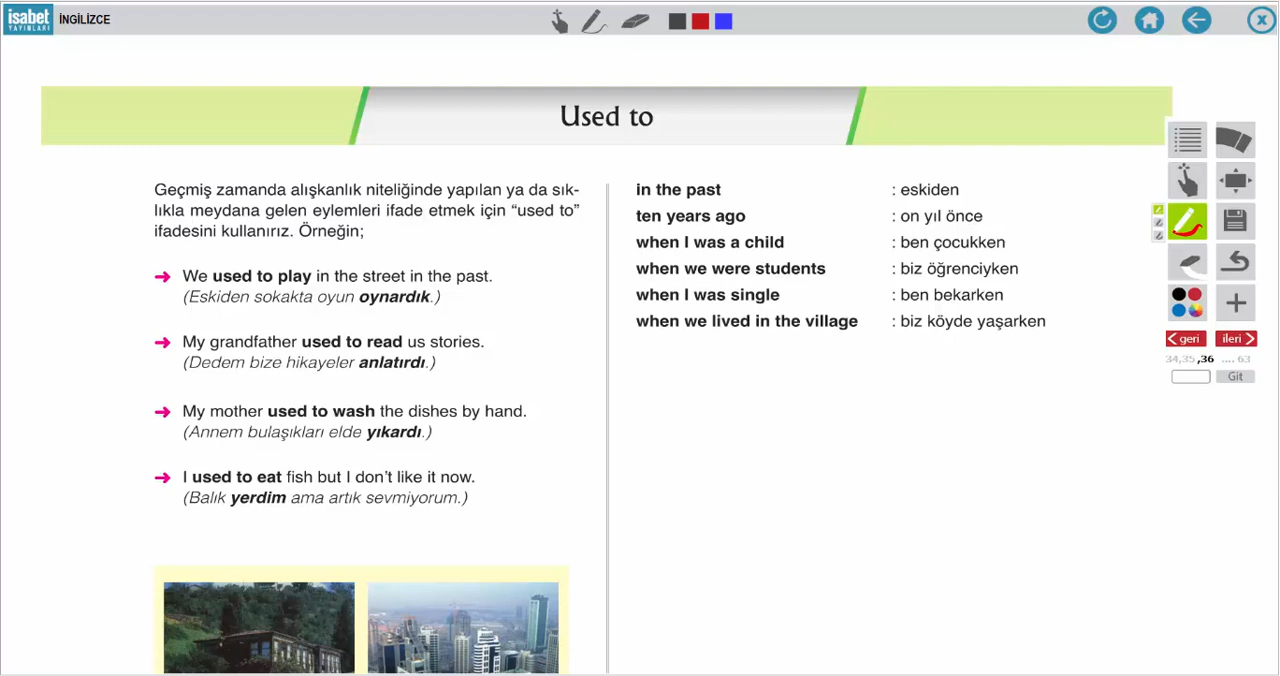 isabet
YAYINLARI
İNGİLİZCE
Used to
Geçmiş zamanda alışkanlık niteliğinde yapılan ya da sık-
lıkla meydana gelen eylemleri ifade etmek için “used to”
ifadesini kullanırız. Örneğin;
We used to play in the street in the past.
(Eskiden sokakta oyun oynardık.)
My grandfather used to read us stories.
(Dedem bize hikayeler anlatırdı.)
My mother used to wash the dishes by hand.
(Annem bulaşıkları elde yıkardı.)
I used to eat fish but I don’t like it now.
(Balık yerdim ama artık sevmiyorum.)
in the past : eskiden
ten years ago : on yıl önce
when I was a child : ben çocukken
when we were students : biz öğrenciyken
when I was single : ben bekarken
when we lived in the village : biz köyde yaşarken
geri ileri
34,35,36 .... 63
Git